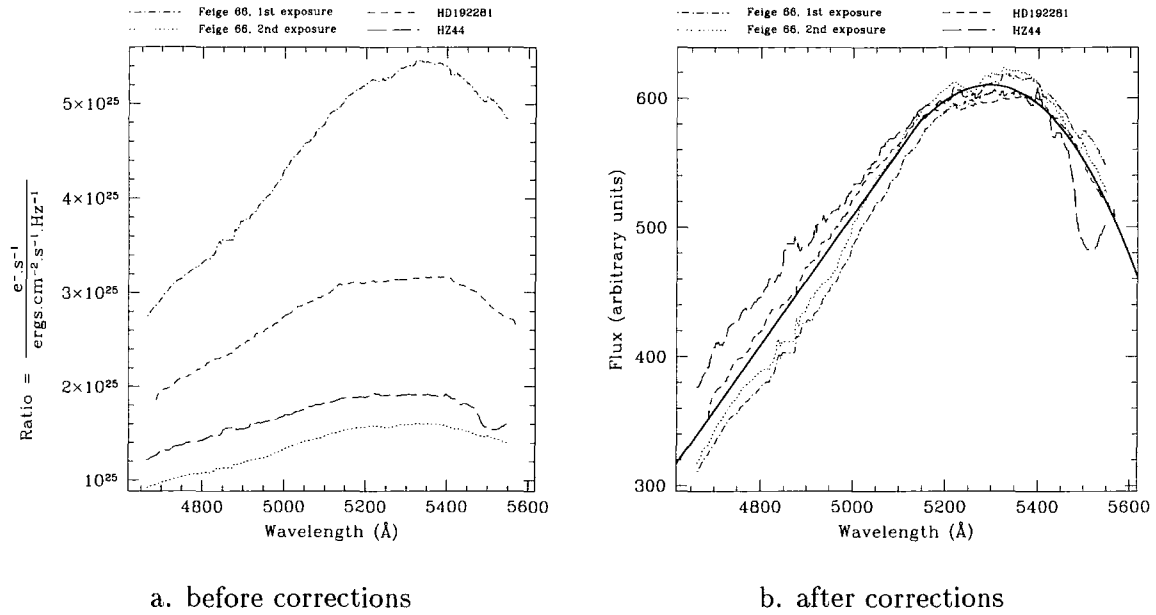 Feige 66, 1st exposure
HD192281
Feige 66, 2nd exposure
HZ44
5×10²⁵
4×10²⁵
3×10²⁵
2×10²⁵
10²⁵
Ratio = e⁻.s⁻¹
ergs.cm⁻².s⁻¹.Hz⁻¹
4800 5000 5200 5400 5600
Wavelength (Å)
a. before corrections
Feige 66, 1st exposure
HD192281
Feige 66, 2nd exposure
HZ44
600
500
400
300
Flux (arbitrary units)
4800 5000 5200 5400 5600
Wavelength (Å)
b. after corrections